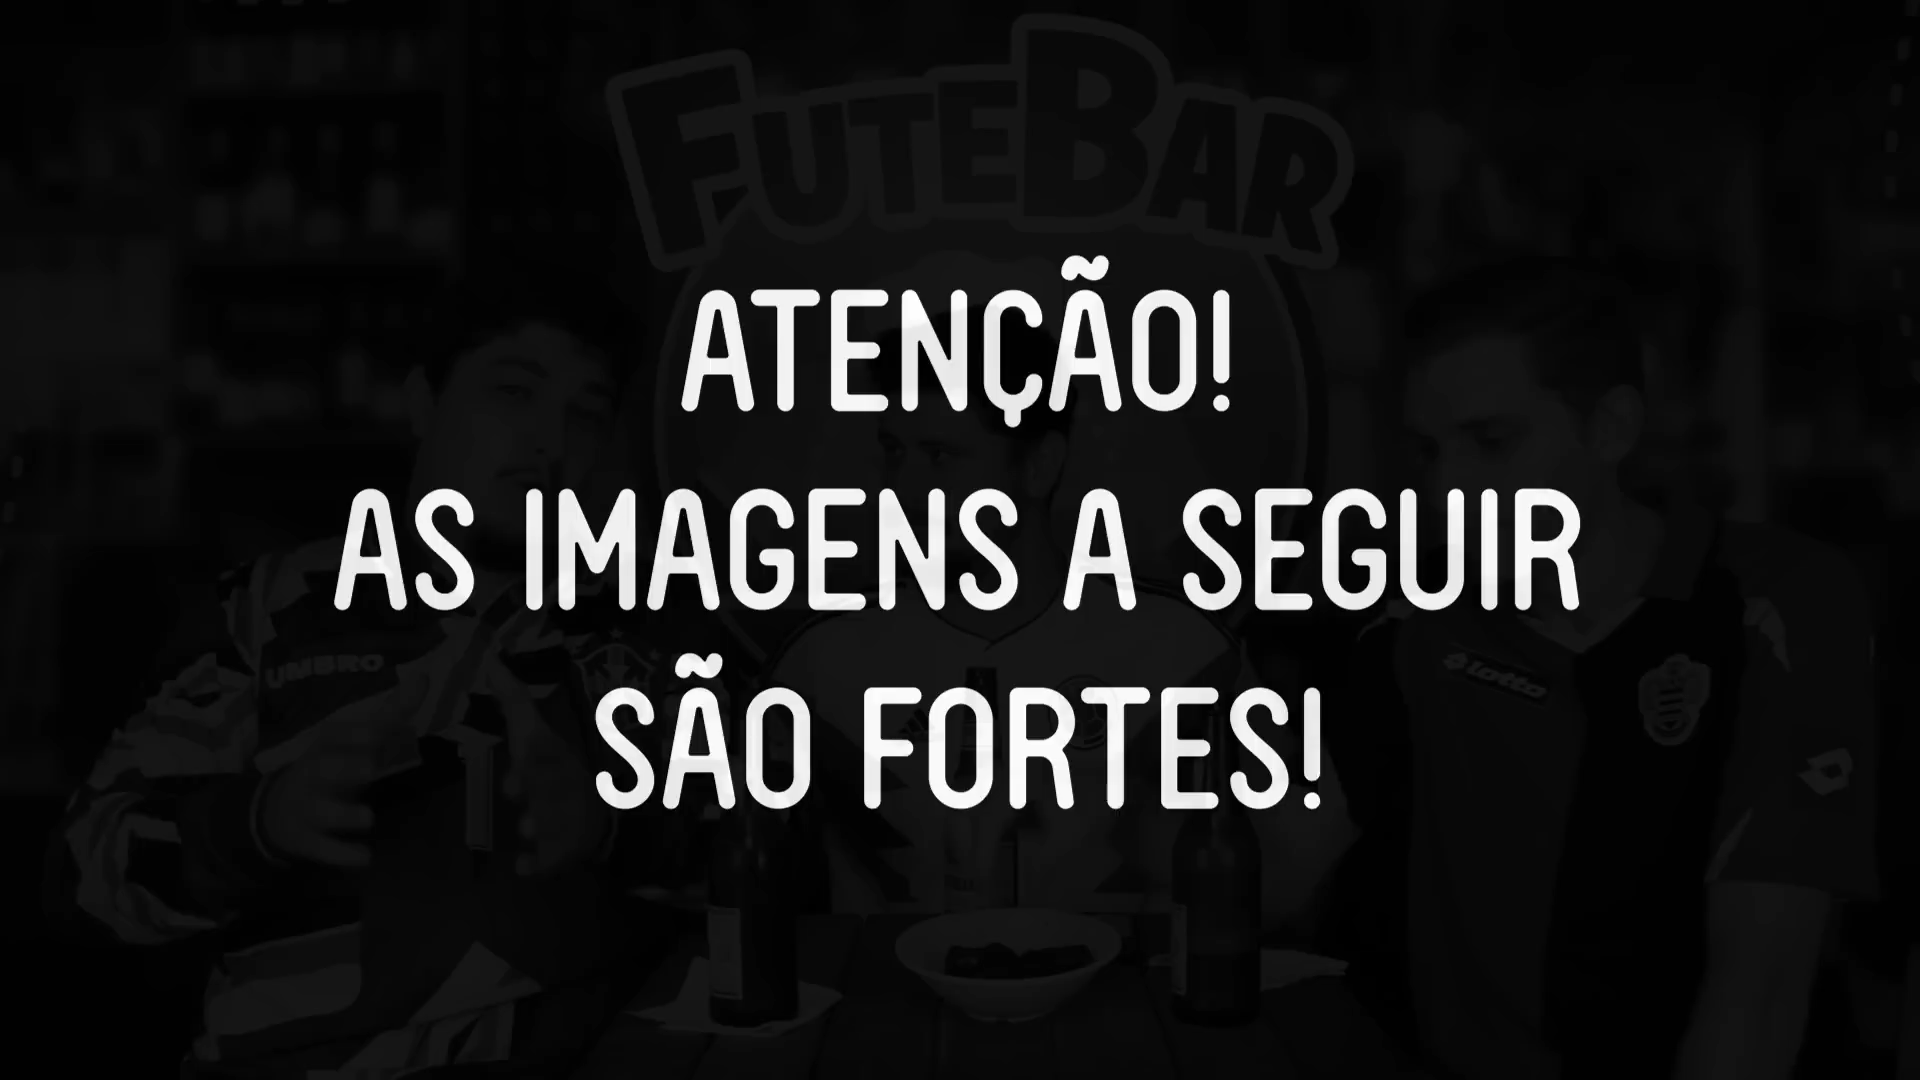 FUTEBAR
ATENÇÃO!
AS IMAGENS A SEGUIR
SÃO FORTES!
UMBRO
lotto